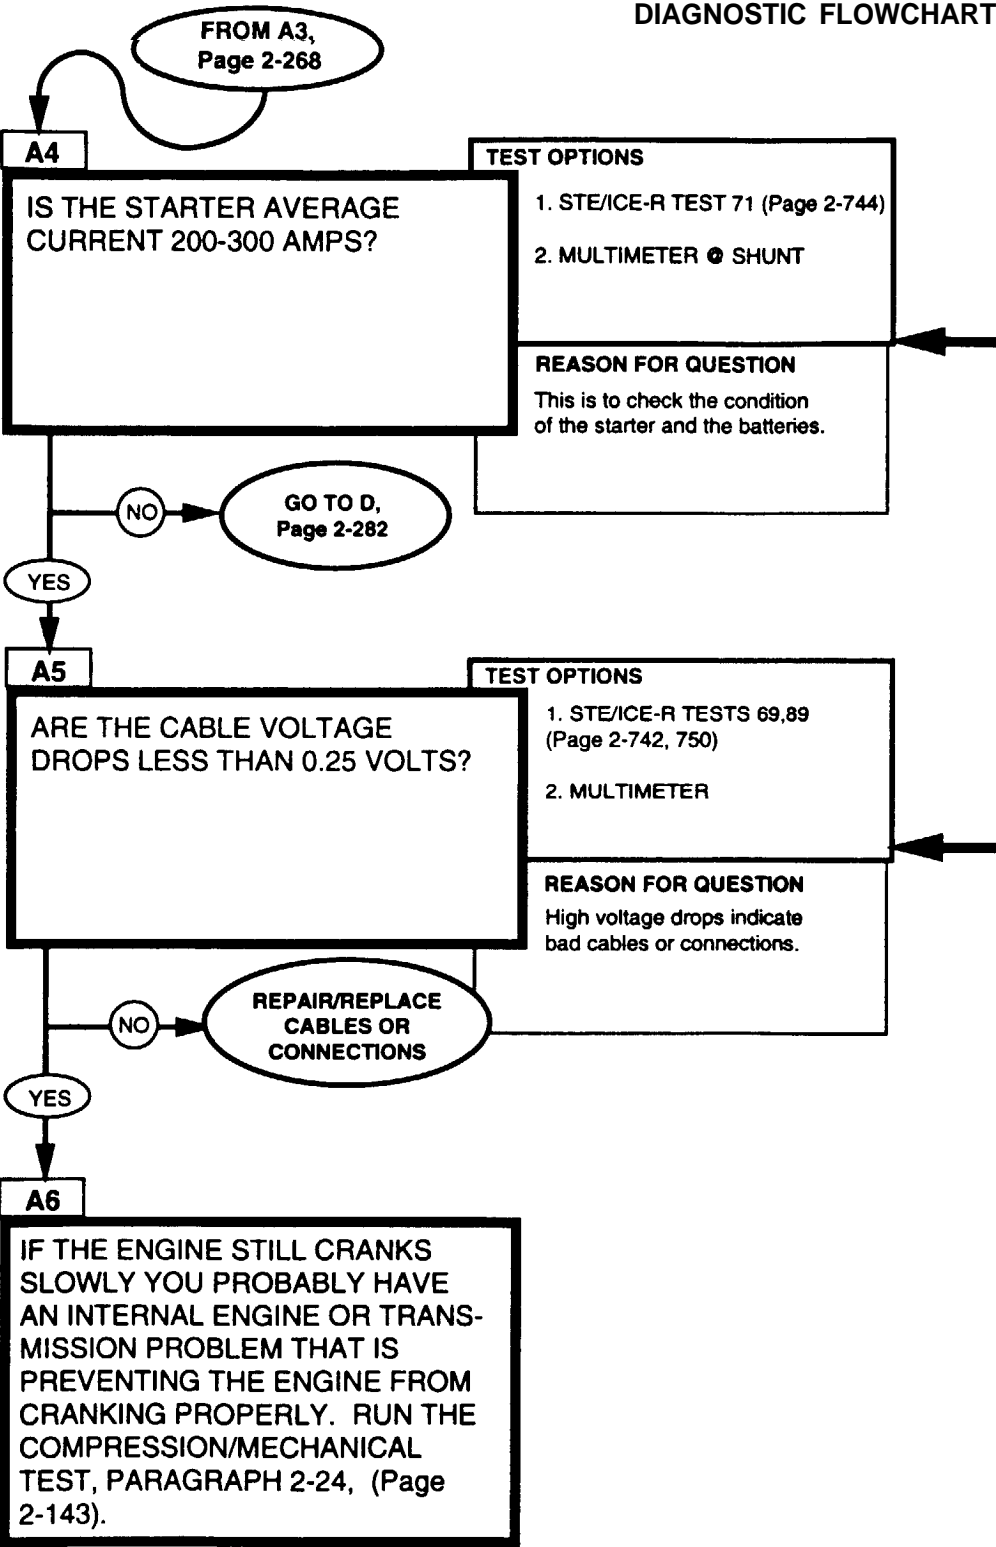 DIAGNOSTIC FLOWCHART
FROM A3,
Page 2-268
A4
IS THE STARTER AVERAGE
CURRENT 200-300 AMPS?
TEST OPTIONS
1. STE/ICE-R TEST 71 (Page 2-744)
2. MULTIMETER @ SHUNT
REASON FOR QUESTION
This is to check the condition
of the starter and the batteries.
NO
GO TO D,
Page 2-282
YES
A5
ARE THE CABLE VOLTAGE
DROPS LESS THAN 0.25 VOLTS?
TEST OPTIONS
1. STE/ICE-R TESTS 69,89
(Page 2-742, 750)
2. MULTIMETER
REASON FOR QUESTION
High voltage drops indicate
bad cables or connections.
NO
REPAIR/REPLACE
CABLES OR
CONNECTIONS
YES
A6
IF THE ENGINE STILL CRANKS
SLOWLY YOU PROBABLY HAVE
AN INTERNAL ENGINE OR TRANS-
MISSION PROBLEM THAT IS
PREVENTING THE ENGINE FROM
CRANKING PROPERLY. RUN THE
COMPRESSION/MECHANICAL
TEST, PARAGRAPH 2-24, (Page
2-143).